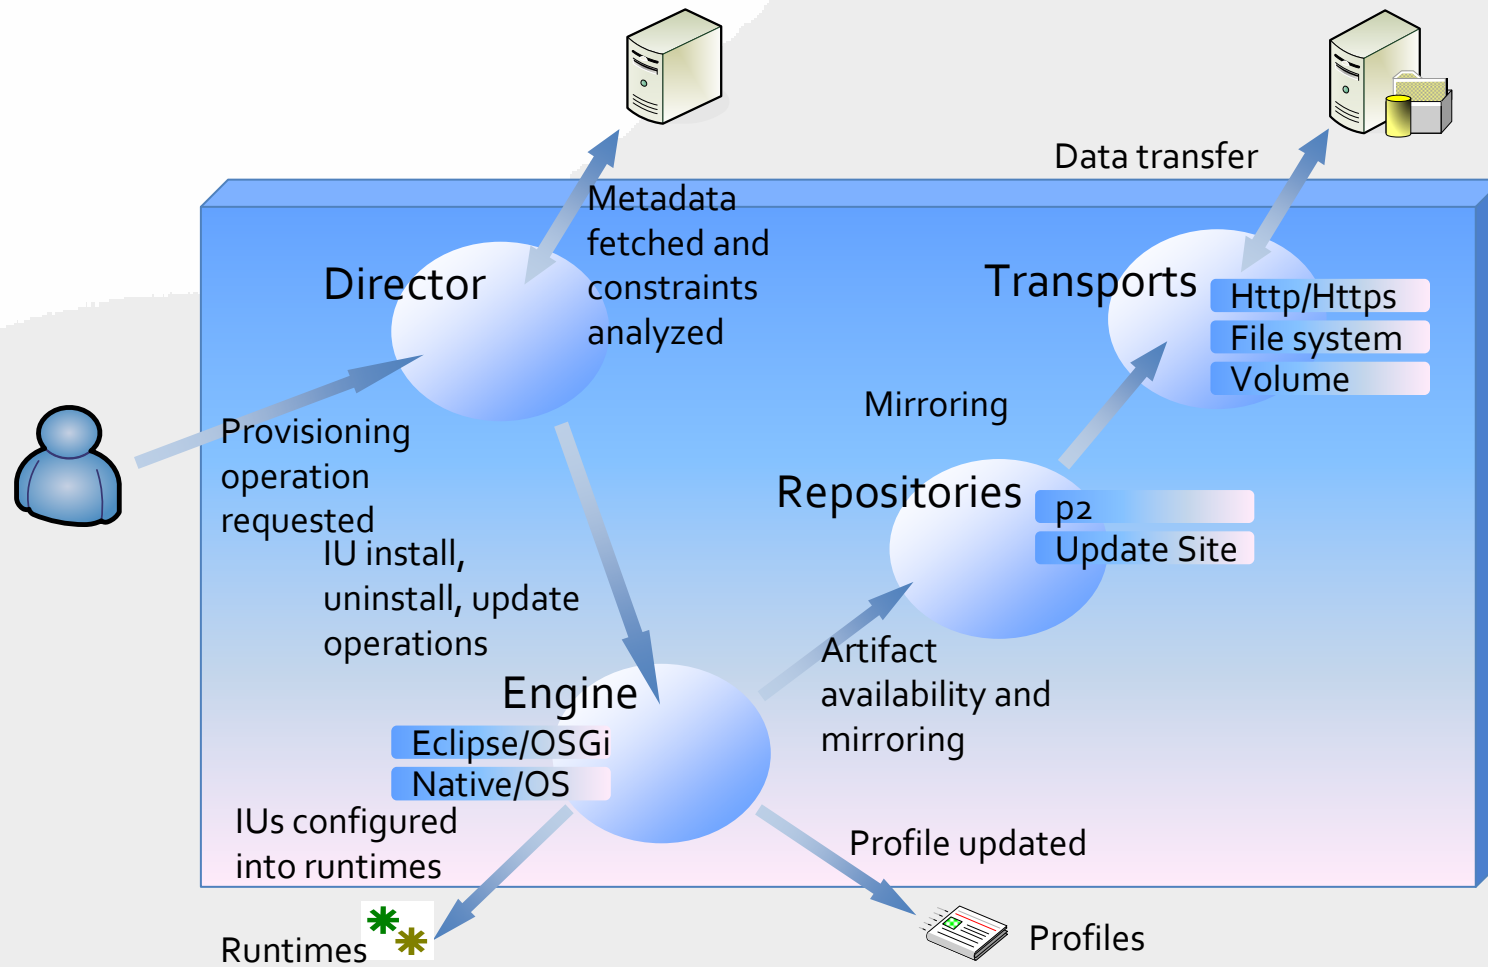 Data transfer
Metadata
fetched and
constraints
analyzed
Director
Transports
Http/Https
File system
Volume
Mirroring
Provisioning
operation
requested
Repositories
p2
Update Site
IU install,
uninstall, update
operations
Artifact
availability and
mirroring
Engine
Eclipse/OSGi
Native/OS
IUs configured
into runtimes
Profile updated
Runtimes
Profiles